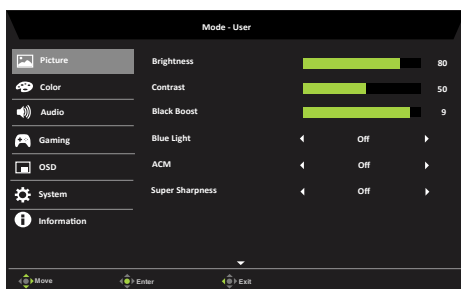 Mode - User
Picture
Brightness 80
Color
Contrast 50
Audio
Black Boost 9
Gaming
Blue Light Off
OSD
ACM Off
System
Super Sharpness Off
Information
Move Enter Exit